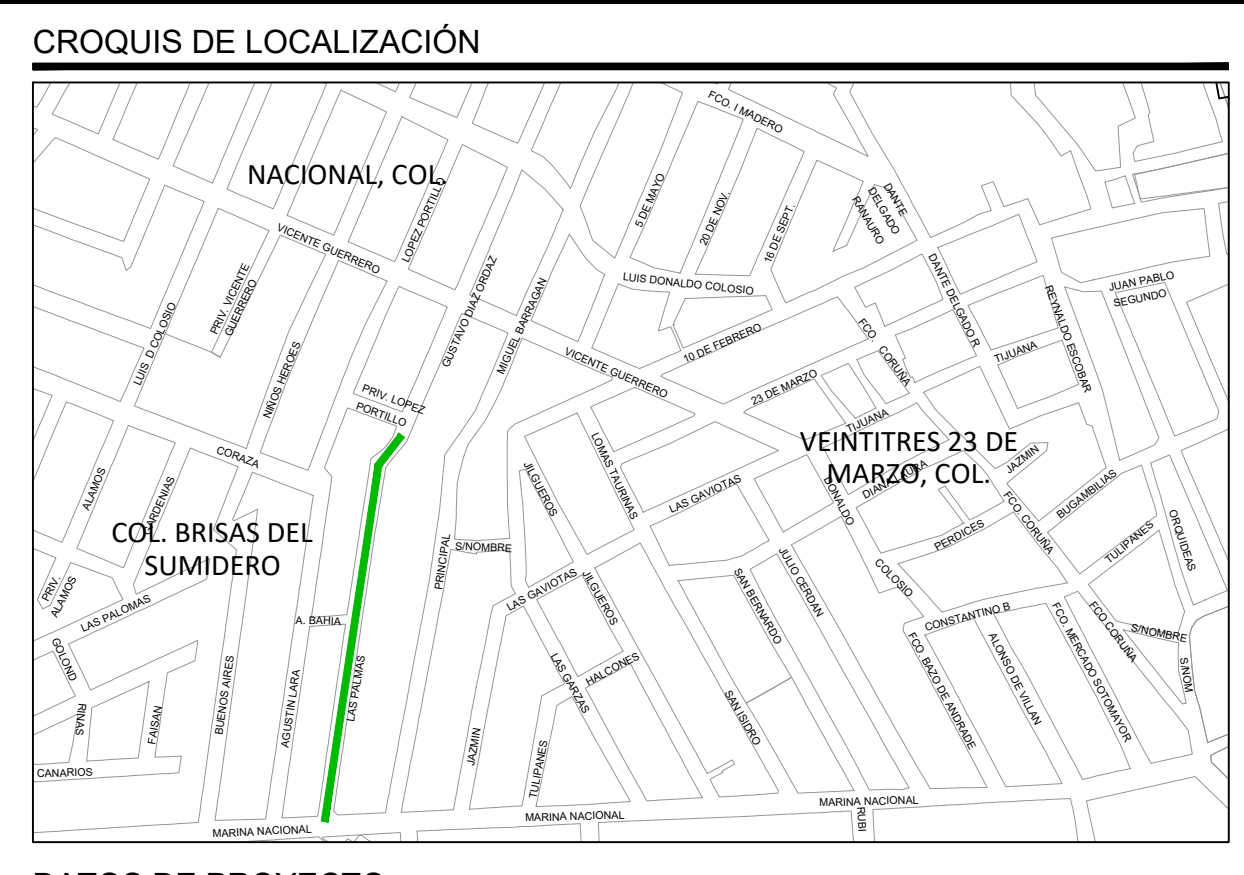 CROQUIS DE LOCALIZACIÓN
FCO. I MADERO
NACIONAL, COL.
5 DE MAYO
20 DE NOV.
16 DE SEPT.
DANTE
DELGADO
RANAURO
LOPEZ PORTILLO
VICENTE GUERRERO
PRIV. VICENTE
GUERRERO
LUIS D COLOSIO
GUSTAVO DIAZ ORDAZ
MIGUEL BARRAGAN
LUIS DONALDO COLOSIO
DANTE DELGADO R
REYNALDO ESCOBAR
JUAN PABLO
SEGUNDO
10 DE FEBRERO
FCO. CORUÑA
TIJUANA
NIÑOS HEROES
VICENTE GUERRERO
23 DE MARZO
PRIV. LOPEZ
PORTILLO
TIJUANA
VEINTITRES 23 DE
MARZO, COL.
CORAZA
LOMAS TAURINAS
JAZMIN
ALAMOS
JILGUEROS
LAS GAVIOTAS
DONALDO
COLOSIO
FCO. CORUÑA
BUGAMBILIAS
COL. BRISAS DEL
SUMIDERO
PERDICES
TULIPANES
ORQUIDEAS
PRIV.
ALAMOS
S/NOMBRE
PRINCIPAL
LAS PALOMAS
LAS GAVIOTAS
JILGUEROS
SAN BERNARDO
JULIO CERDAN
A. BAHIA
CONSTANTINO B
FCO.CORUÑA
S/NOMBRE
GOLOND
RINAS
FAISAN
BUENOS AIRES
AGUSTIN LARA
LAS PALMAS
LAS GARZAS
HALCONES
SAN ISIDRO
FCO. BAZO DE ANDRADE
ALONSO DE VILLAN
FCO. MERCADO SOTOMAYOR
S/NOM
CANARIOS
JAZMIN
TULIPANES
MARINA NACIONAL
MARINA NACIONAL
MARINA NACIONAL
RUBI